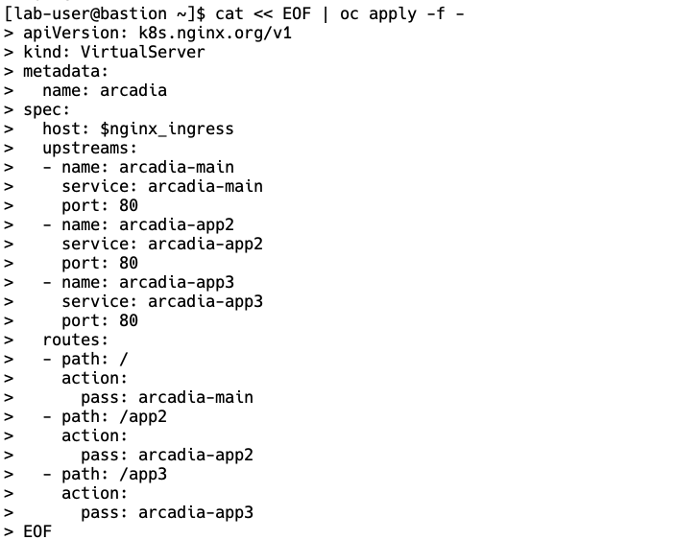 [lab-user@bastion ~]$ cat << EOF | oc apply -f -
> apiVersion: k8s.nginx.org/v1
> kind: VirtualServer
> metadata:
>   name: arcadia
> spec:
>   host: $nginx_ingress
>   upstreams:
>   - name: arcadia-main
>     service: arcadia-main
>     port: 80
>   - name: arcadia-app2
>     service: arcadia-app2
>     port: 80
>   - name: arcadia-app3
>     service: arcadia-app3
>     port: 80
>   routes:
>   - path: /
>     action:
>       pass: arcadia-main
>   - path: /app2
>     action:
>       pass: arcadia-app2
>   - path: /app3
>     action:
>       pass: arcadia-app3
> EOF